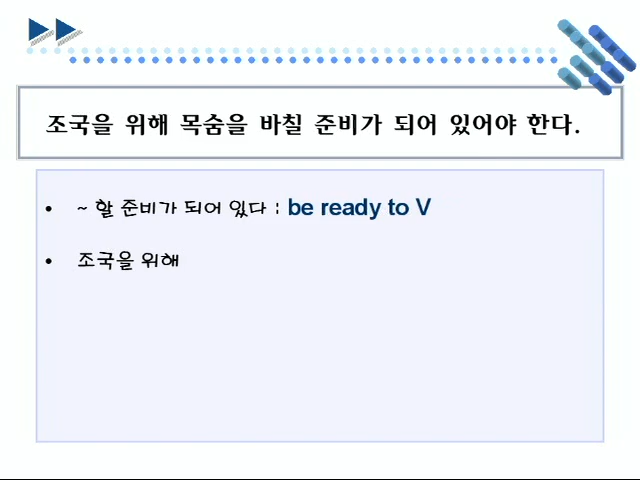 조국을 위해 목숨을 바칠 준비가 되어 있어야 한다.
• ~ 할 준비가 되어 있다 : be ready to V
• 조국을 위해